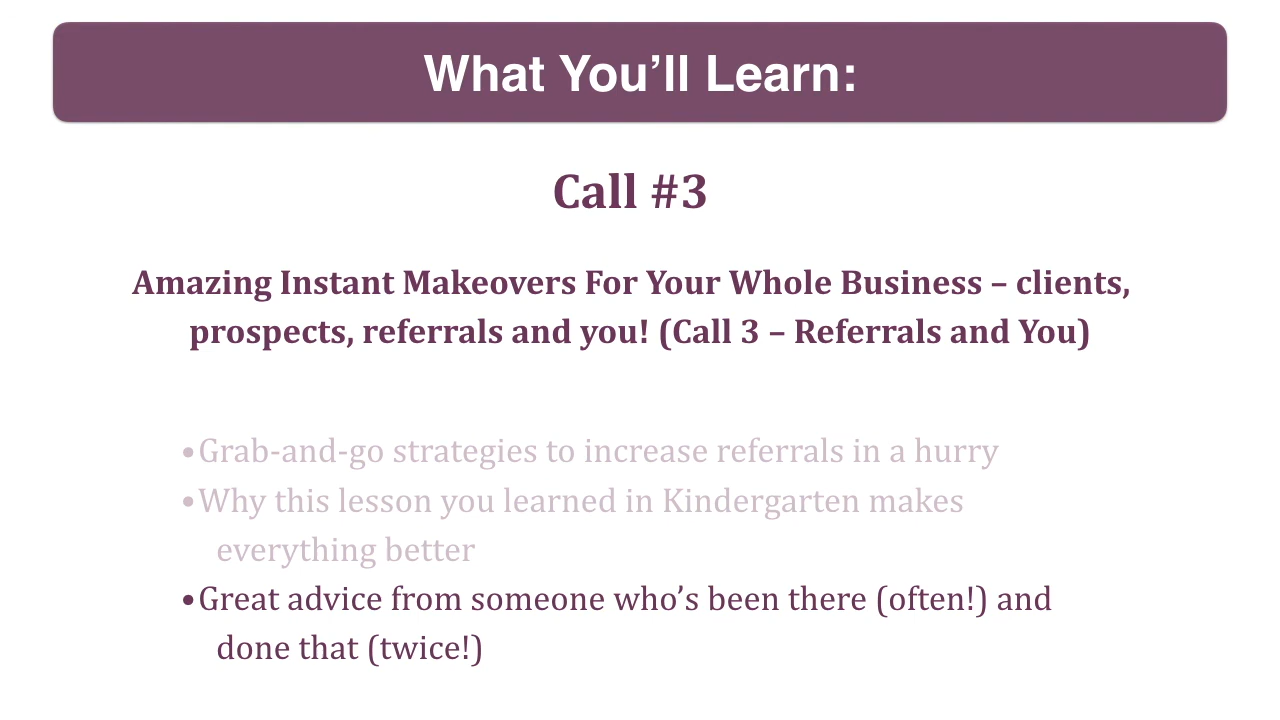 What You’ll Learn:
Call #3
Amazing Instant Makeovers For Your Whole Business – clients,
prospects, referrals and you! (Call 3 – Referrals and You)
•Grab-and-go strategies to increase referrals in a hurry
•Why this lesson you learned in Kindergarten makes
everything better
•Great advice from someone who’s been there (often!) and
done that (twice!)